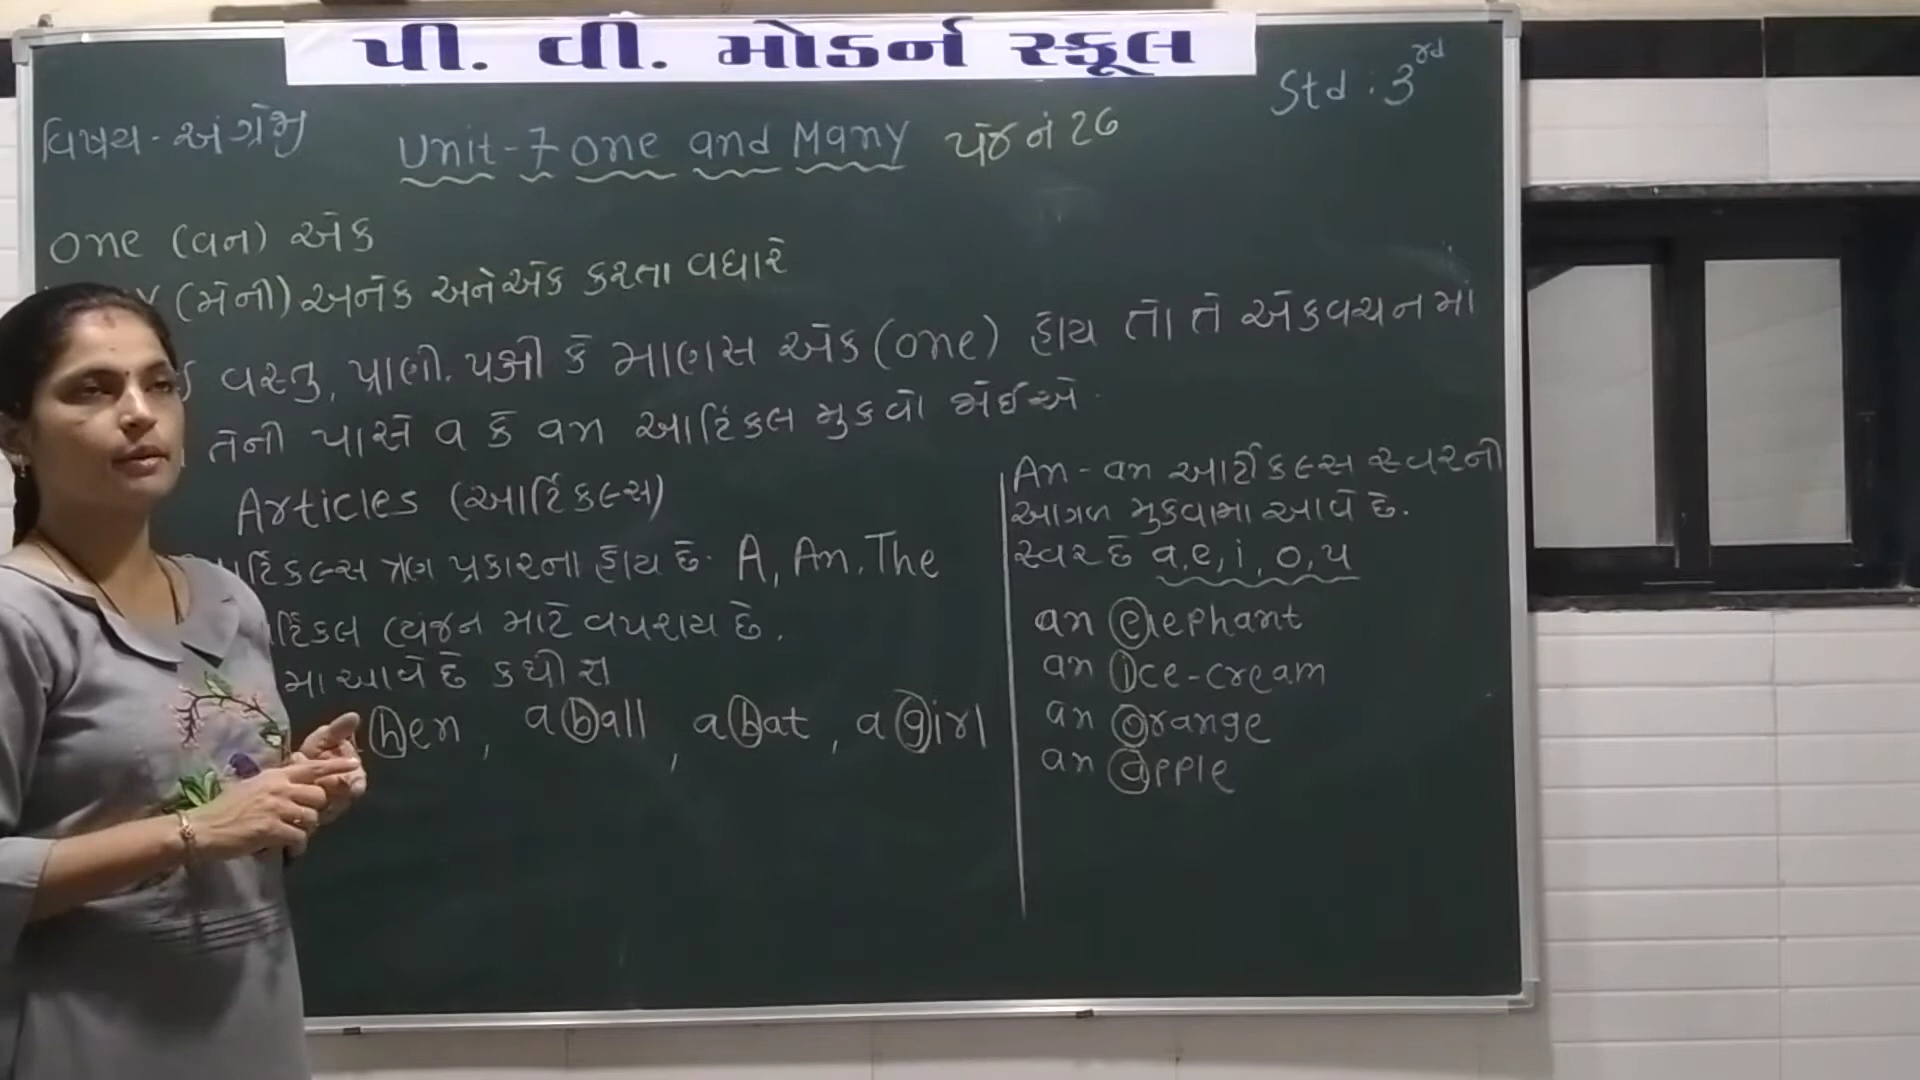 પી. વી. મોડર્ન સ્કૂલ
Std : 3rd
વિષય - અંગ્રેજી
Unit-7 one and Many પેજ નં 26
one (વન) એક
(મેની) અનેક અને એક કરતા વધારે
વસ્તુ, પ્રાણી, પક્ષી કે માણસ એક (one) હોય તો તે એકવચનમાં
તેની પાસે a કે an આર્ટિકલ મુકવો જોઈએ.
Articles (આર્ટિકલ્સ)
ર્ટિકલ્સ ત્રણ પ્રકારના હોય છે. A, An, The
ર્ટિકલ વ્યંજન માટે વપરાય છે.
મા આવે છે
hen, a ball, a bat, a girl
An - an આર્ટીકલ્સ સ્વરની
આગળ મુકવામા આવે છે.
સ્વર છે a, e, i, o, u
an elephant
an ice-cream
an orange
an apple